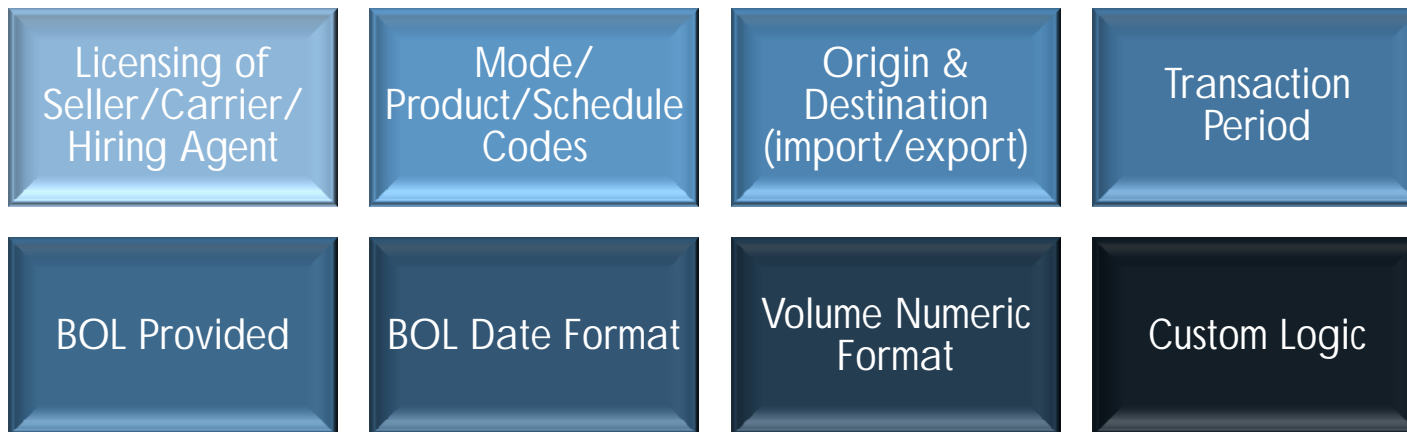 Licensing of
Seller/Carrier/
Hiring Agent
Mode/
Product/Schedule
Codes
Origin &
Destination
(import/export)
Transaction
Period
BOL Provided
BOL Date Format
Volume Numeric
Format
Custom Logic